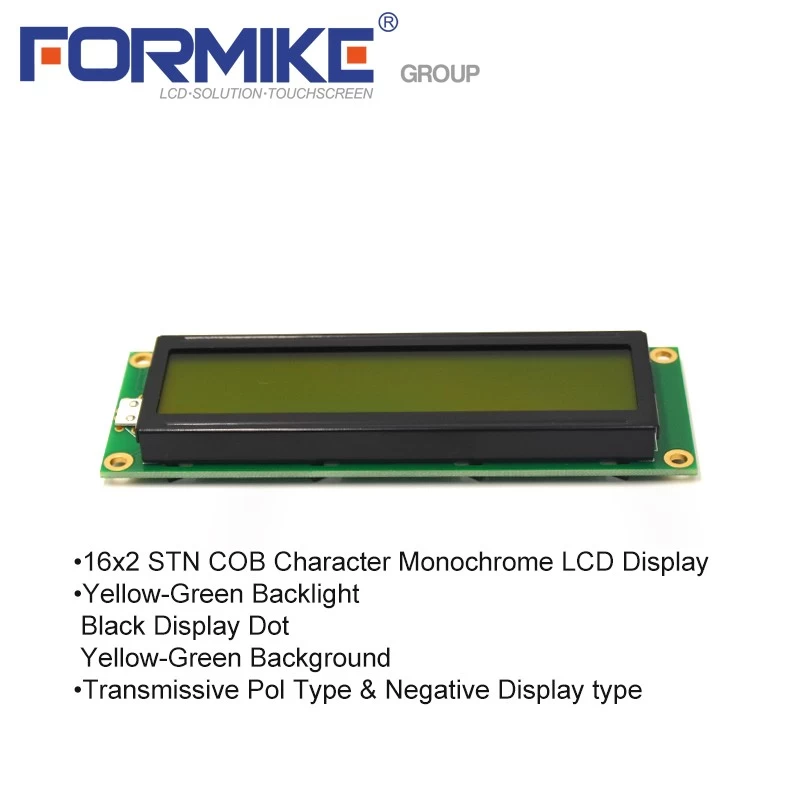 FORMIKE®
GROUP
LCD·SOLUTION·TOUCHSCREEN
•16x2 STN COB Character Monochrome LCD Display
•Yellow-Green Backlight
Black Display Dot
Yellow-Green Background
•Transmissive Pol Type & Negative Display type